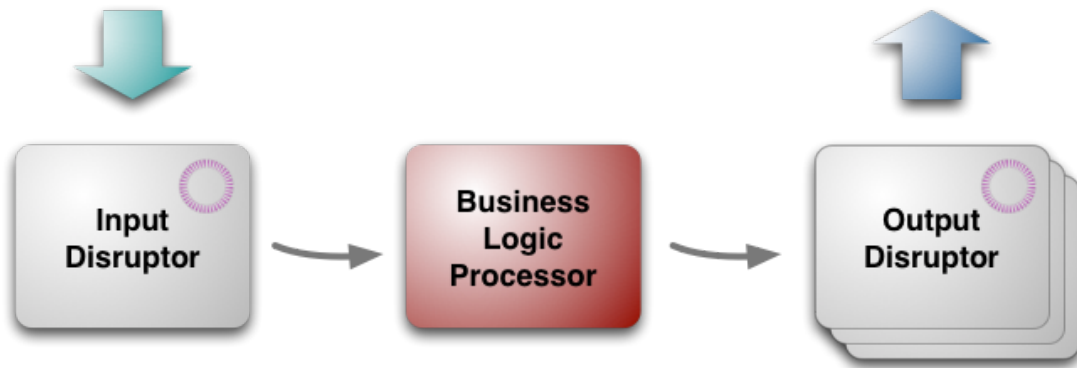 Input
Disruptor
Business
Logic
Processor
Output
Disruptor